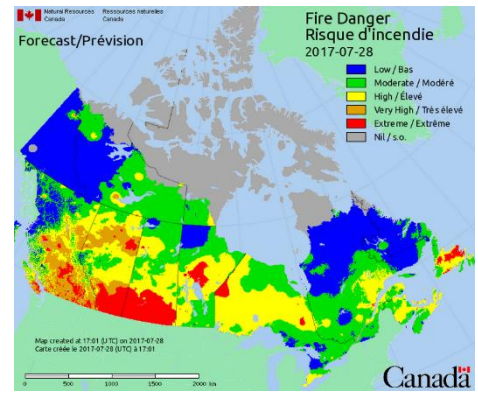 Natural Resources Ressources naturelles
Canada Canada
Forecast/Prévision
Fire Danger
Risque d'incendie
2017-07-28
Low / Bas
Moderate / Modéré
High / Élevé
Very High / Très élevé
Extreme / Extrême
Nil / s.o.
Map created at 17:01 (UTC) on 2017-07-28
Carte créée le 2017-07-28 (UTC) à 17:01
0 500 1000 1500 2000 km
Canada